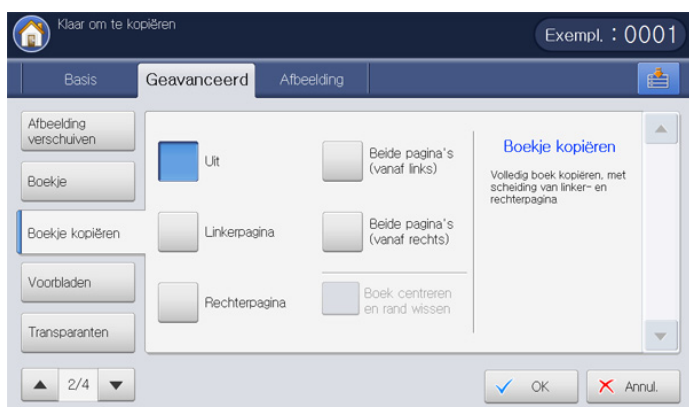 Klaar om te kopiëren
Exempl. : 0001
Basis
Geavanceerd
Afbeelding
Afbeelding
verschuiven
Boekje
Boekje kopiëren
Voorbladen
Transparanten
2/4
Uit
Linkerpagina
Rechterpagina
Beide pagina's
(vanaf links)
Beide pagina's
(vanaf rechts)
Boek centreren
en rand wissen
Boekje kopiëren
Volledig boek kopiëren, met
scheiding van linker- en
rechterpagina
OK
Annul.